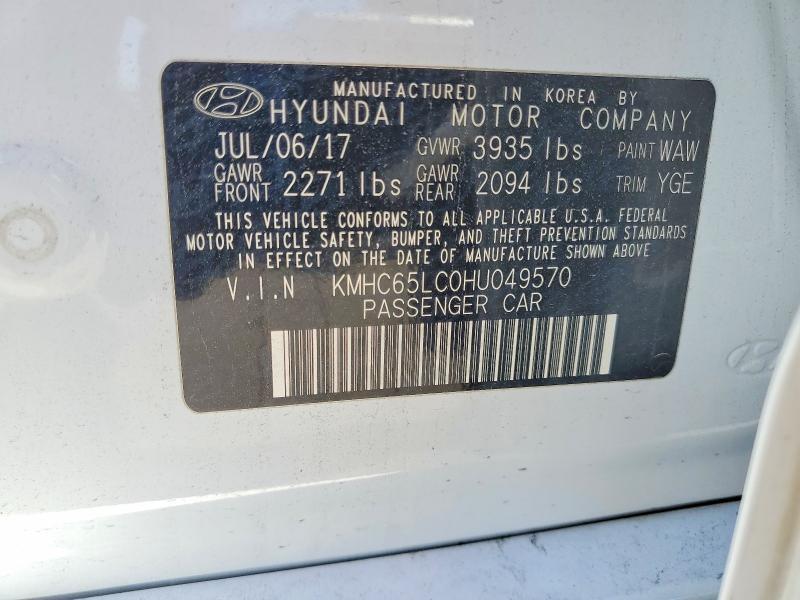 MANUFACTURED IN KOREA BY
HYUNDAI MOTOR COMPANY
JUL/06/17 GVWR 3935 lbs PAINT WAW
GAWR FRONT 2271 lbs GAWR REAR 2094 lbs TRIM YGE
THIS VEHICLE CONFORMS TO ALL APPLICABLE U.S.A. FEDERAL
MOTOR VEHICLE SAFETY, BUMPER, AND THEFT PREVENTION STANDARDS
IN EFFECT ON THE DATE OF MANUFACTURE SHOWN ABOVE
V.I.N KMHC65LC0HU049570
PASSENGER CAR